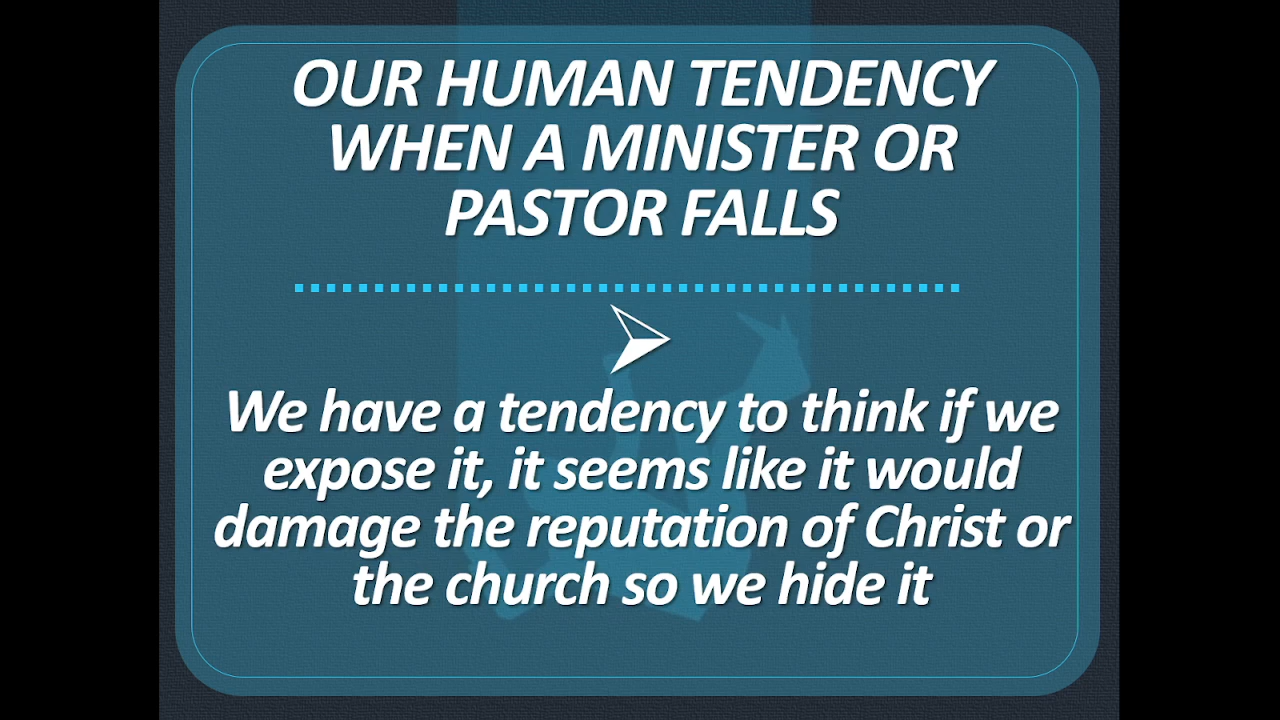 OUR HUMAN TENDENCY
WHEN A MINISTER OR
PASTOR FALLS
We have a tendency to think if we
expose it, it seems like it would
damage the reputation of Christ or
the church so we hide it